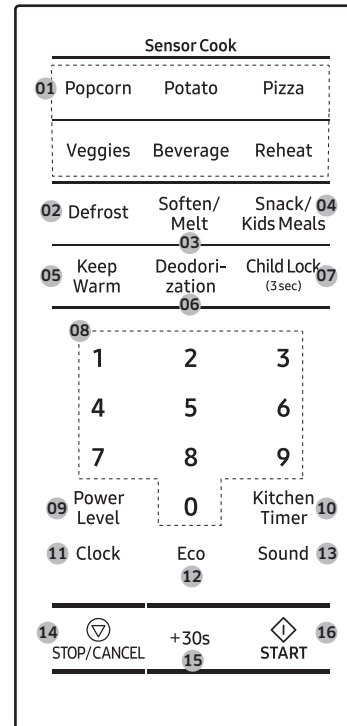 Sensor Cook
01 Popcorn Potato Pizza
Veggies Beverage Reheat
02 Defrost Soften/ Melt 03 Snack/ Kids Meals 04
05 Keep Warm Deodori- zation 06 Child Lock (3 sec) 07
08
1 2 3
4 5 6
7 8 9
09 Power Level 0 Kitchen Timer 10
11 Clock Eco 12 Sound 13
14 STOP/CANCEL +30s 15 START 16